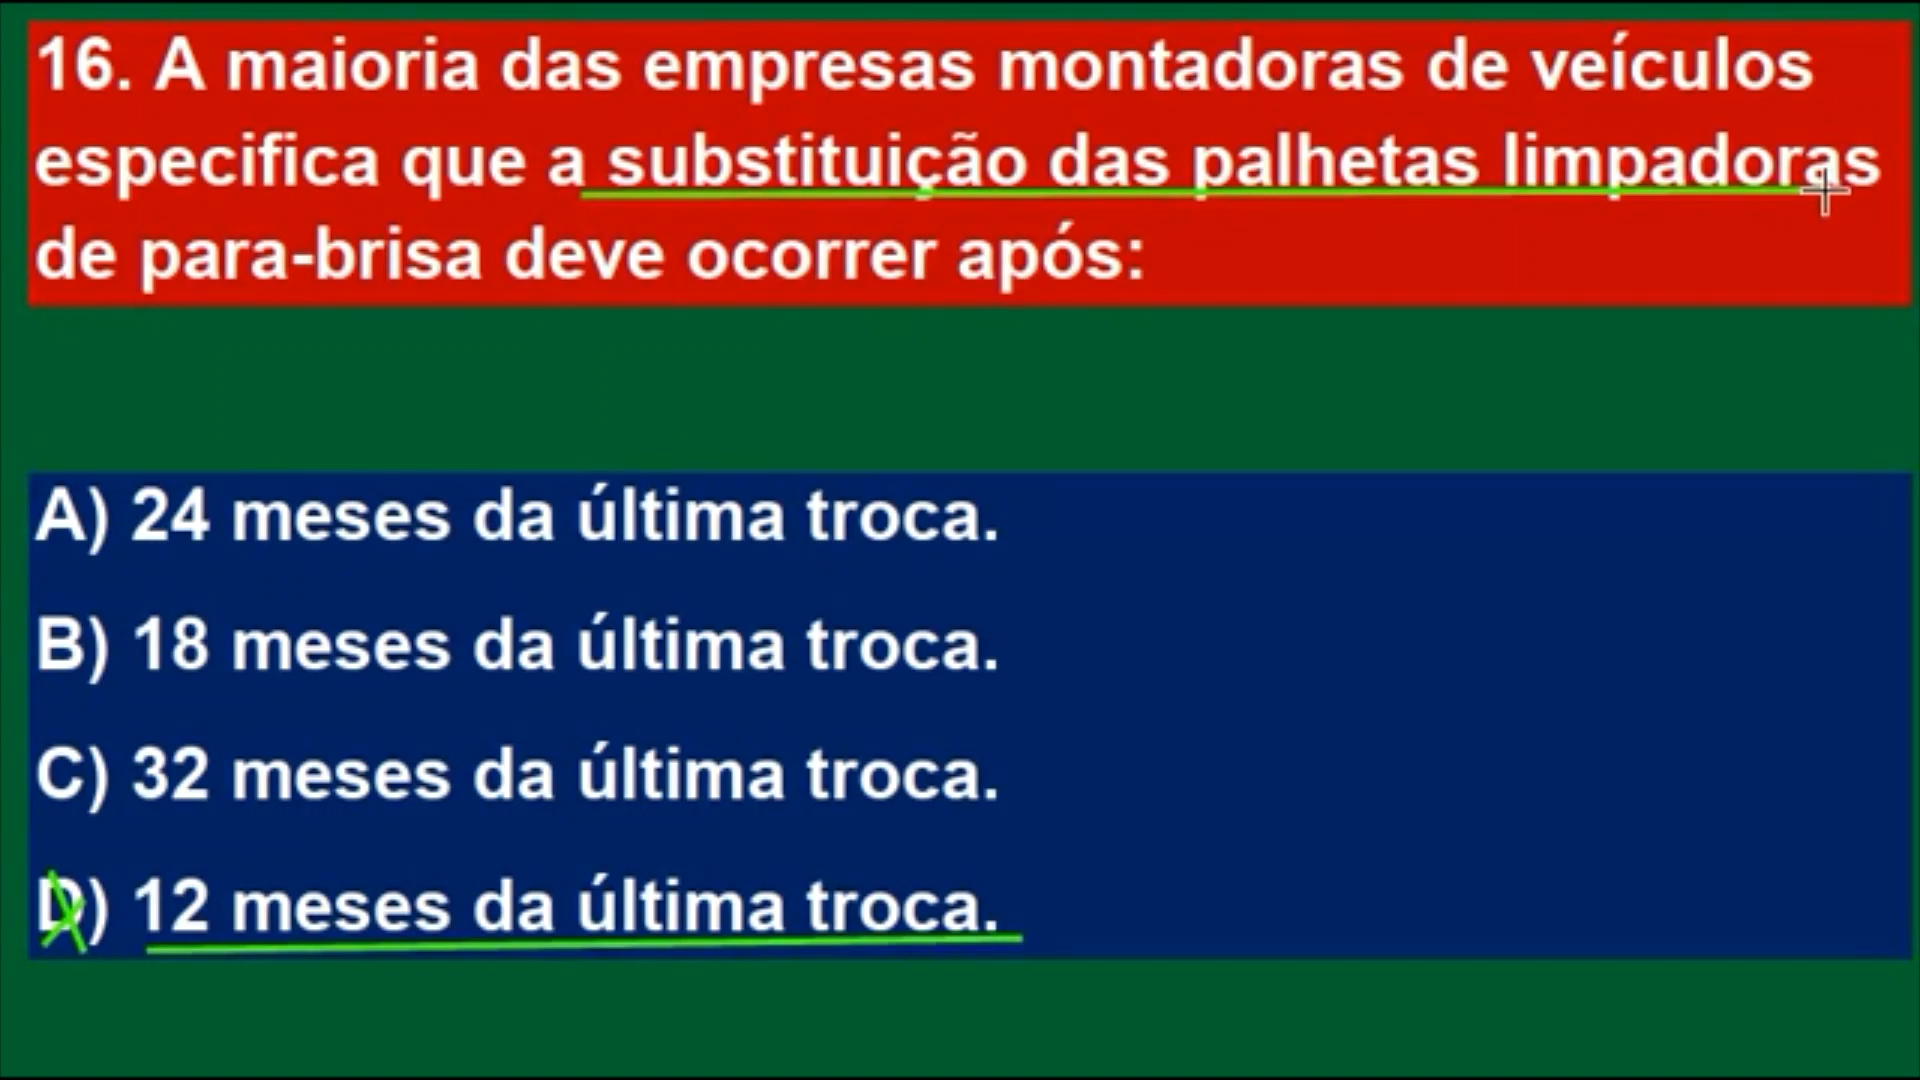 16. A maioria das empresas montadoras de veículos
especifica que a substituição das palhetas limpadoras
de para-brisa deve ocorrer após:
A) 24 meses da última troca.
B) 18 meses da última troca.
C) 32 meses da última troca.
D) 12 meses da última troca.